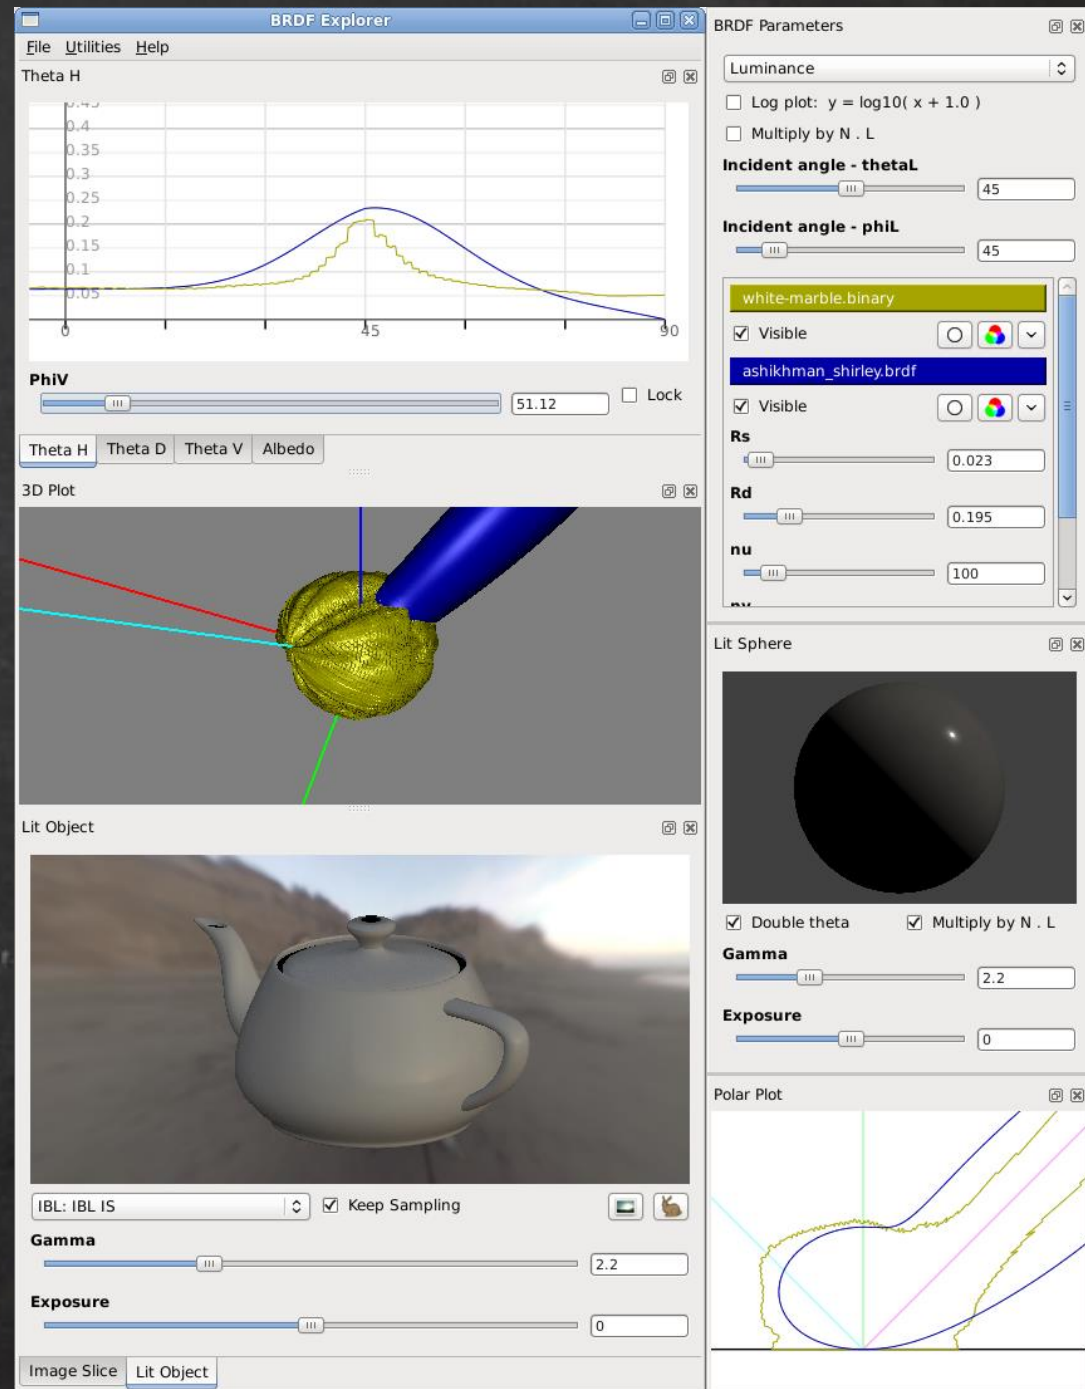 BRDF Explorer
File Utilities Help
Theta H
0.45
0.4
0.35
0.3
0.25
0.2
0.15
0.1
0.05
0 45 90
PhiV
51.12 Lock
Theta H Theta D Theta V Albedo
3D Plot
Lit Object
IBL: IBL IS Keep Sampling
Gamma
2.2
Exposure
0
Image Slice Lit Object
BRDF Parameters
Luminance
Log plot: y = log10( x + 1.0 )
Multiply by N . L
Incident angle - thetaL
45
Incident angle - phiL
45
white-marble.binary
Visible
ashikhman_shirley.brdf
Visible
Rs
0.023
Rd
0.195
nu
100
Lit Sphere
Double theta Multiply by N . L
Gamma
2.2
Exposure
0
Polar Plot